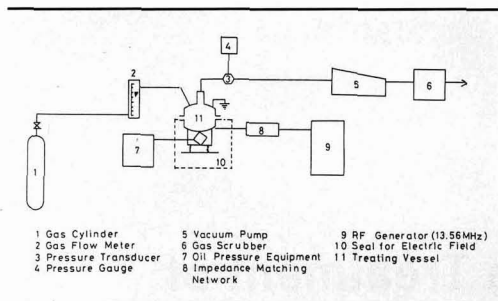 4
2
3
5
6
11
1
7
8
9
10
1 Gas Cylinder
2 Gas Flow Meter
3 Pressure Transducer
4 Pressure Gauge
5 Vacuum Pump
6 Gas Scrubber
7 Oil Pressure Equipment
8 Impedance Matching
Network
9 RF Generator (13.56MHz)
10 Seal for Electric Field
11 Treating Vessel